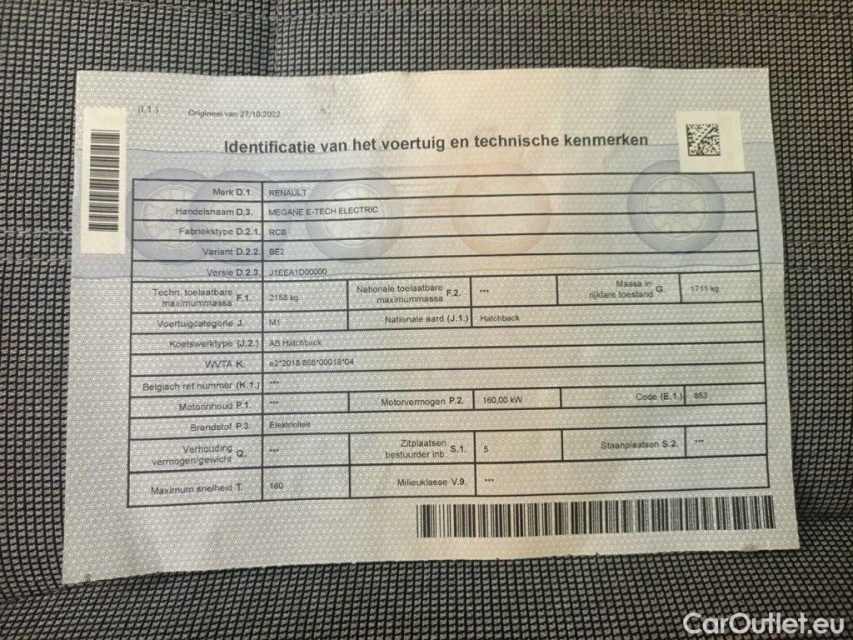 (I.1)
Origineel van 27/10/2022
Identificatie van het voertuig en technische kenmerken
Merk D.1. RENAULT
Handelsnaam D.3. MEGANE E-TECH ELECTRIC
Fabriekstype D.2.1. RCB
Variant D.2.2. BE2
Versie D.2.3. J1EEA1D00000
Techn. toelaatbare maximummassa F.1. 2158 kg Nationale toelaatbare maximummassa F.2. *** Massa in rijklare toestand G. 1711 kg
Voertuigcategorie J. M1 Nationale aard (J.1.) Hatchback
Koetswerktype (J.2.) AB Hatchback
WVTA K. e2*2018/858*00018*04
Belgisch ref nummer (K.1.) ***
Motorinhoud P.1. *** Motorvermogen P.2. 160,00 kW Code (E.1.) 853
Brandstof P.3. Elektriciteit
Verhouding vermogen/gewicht Q. *** Zitplaatsen bestuurder inb. S.1. 5 Staanplaatsen S.2. ***
Maximum snelheid T. 160 Milieuklasse V.9. ***
CarOutlet.eu